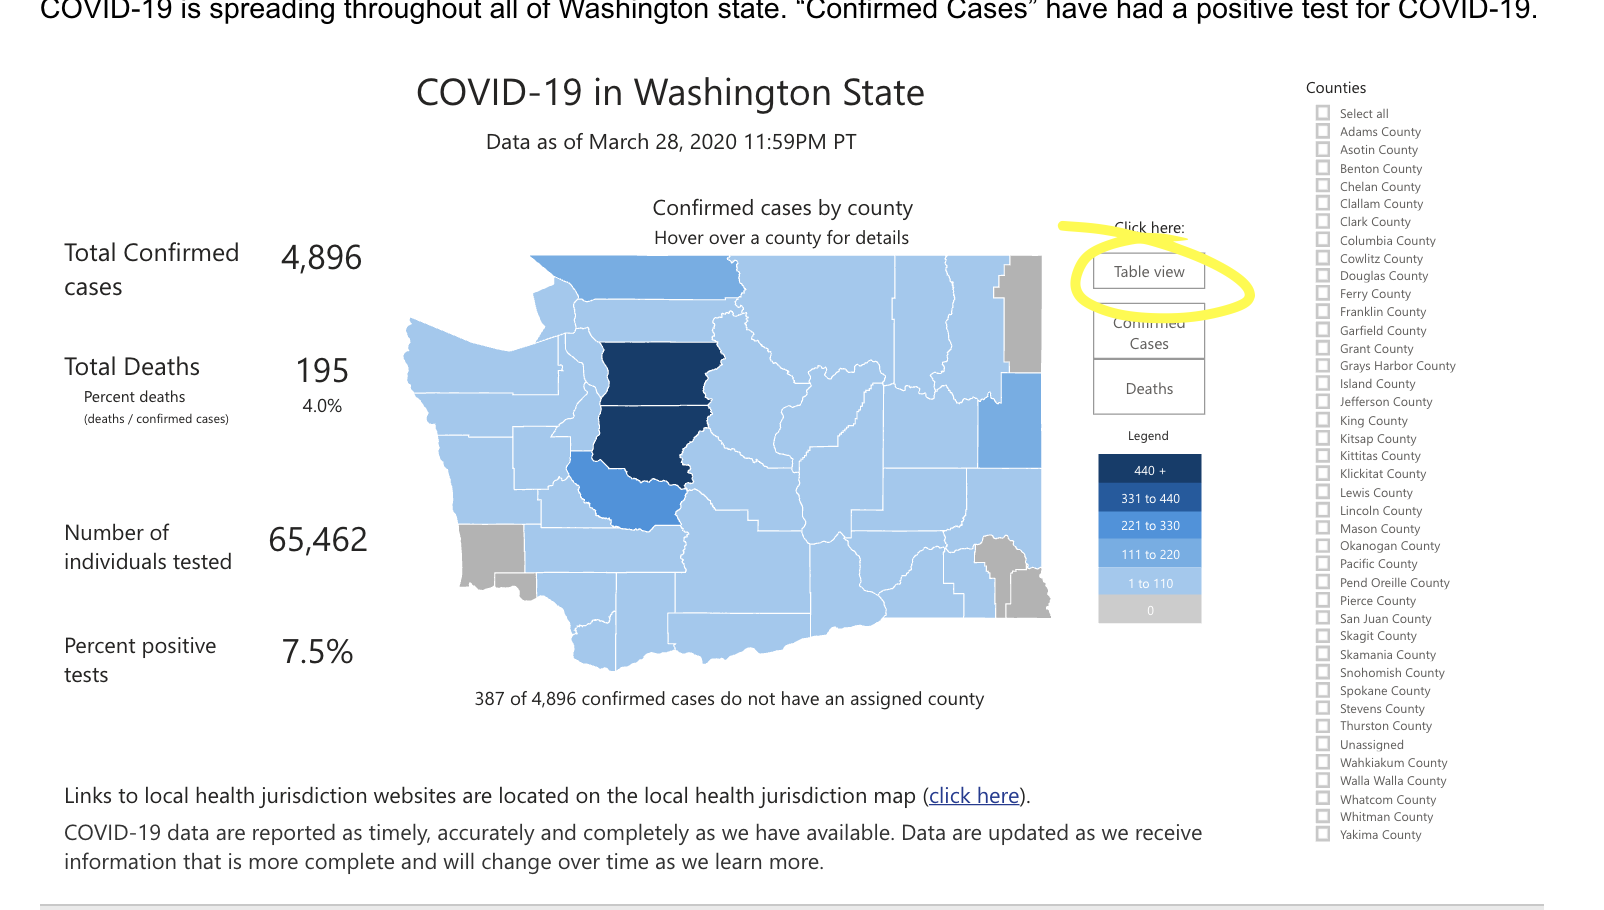 COVID-19 is spreading throughout all of Washington state. “Confirmed Cases” have had a positive test for COVID-19.
COVID-19 in Washington State
Data as of March 28, 2020 11:59PM PT
Confirmed cases by county
Hover over a county for details
Total Confirmed
cases
4,896
Total Deaths
195
Percent deaths
4.0%
(deaths / confirmed cases)
Number of
individuals tested
65,462
Percent positive
tests
7.5%
387 of 4,896 confirmed cases do not have an assigned county
Click here:
Table view
Confirmed
Cases
Deaths
Legend
440 +
331 to 440
221 to 330
111 to 220
1 to 110
0
Counties
Select all
Adams County
Asotin County
Benton County
Chelan County
Clallam County
Clark County
Columbia County
Cowlitz County
Douglas County
Ferry County
Franklin County
Garfield County
Grant County
Grays Harbor County
Island County
Jefferson County
King County
Kitsap County
Kittitas County
Klickitat County
Lewis County
Lincoln County
Mason County
Okanogan County
Pacific County
Pend Oreille County
Pierce County
San Juan County
Skagit County
Skamania County
Snohomish County
Spokane County
Stevens County
Thurston County
Unassigned
Wahkiakum County
Walla Walla County
Whatcom County
Whitman County
Yakima County
Links to local health jurisdiction websites are located on the local health jurisdiction map (click here).
COVID-19 data are reported as timely, accurately and completely as we have available. Data are updated as we receive
information that is more complete and will change over time as we learn more.